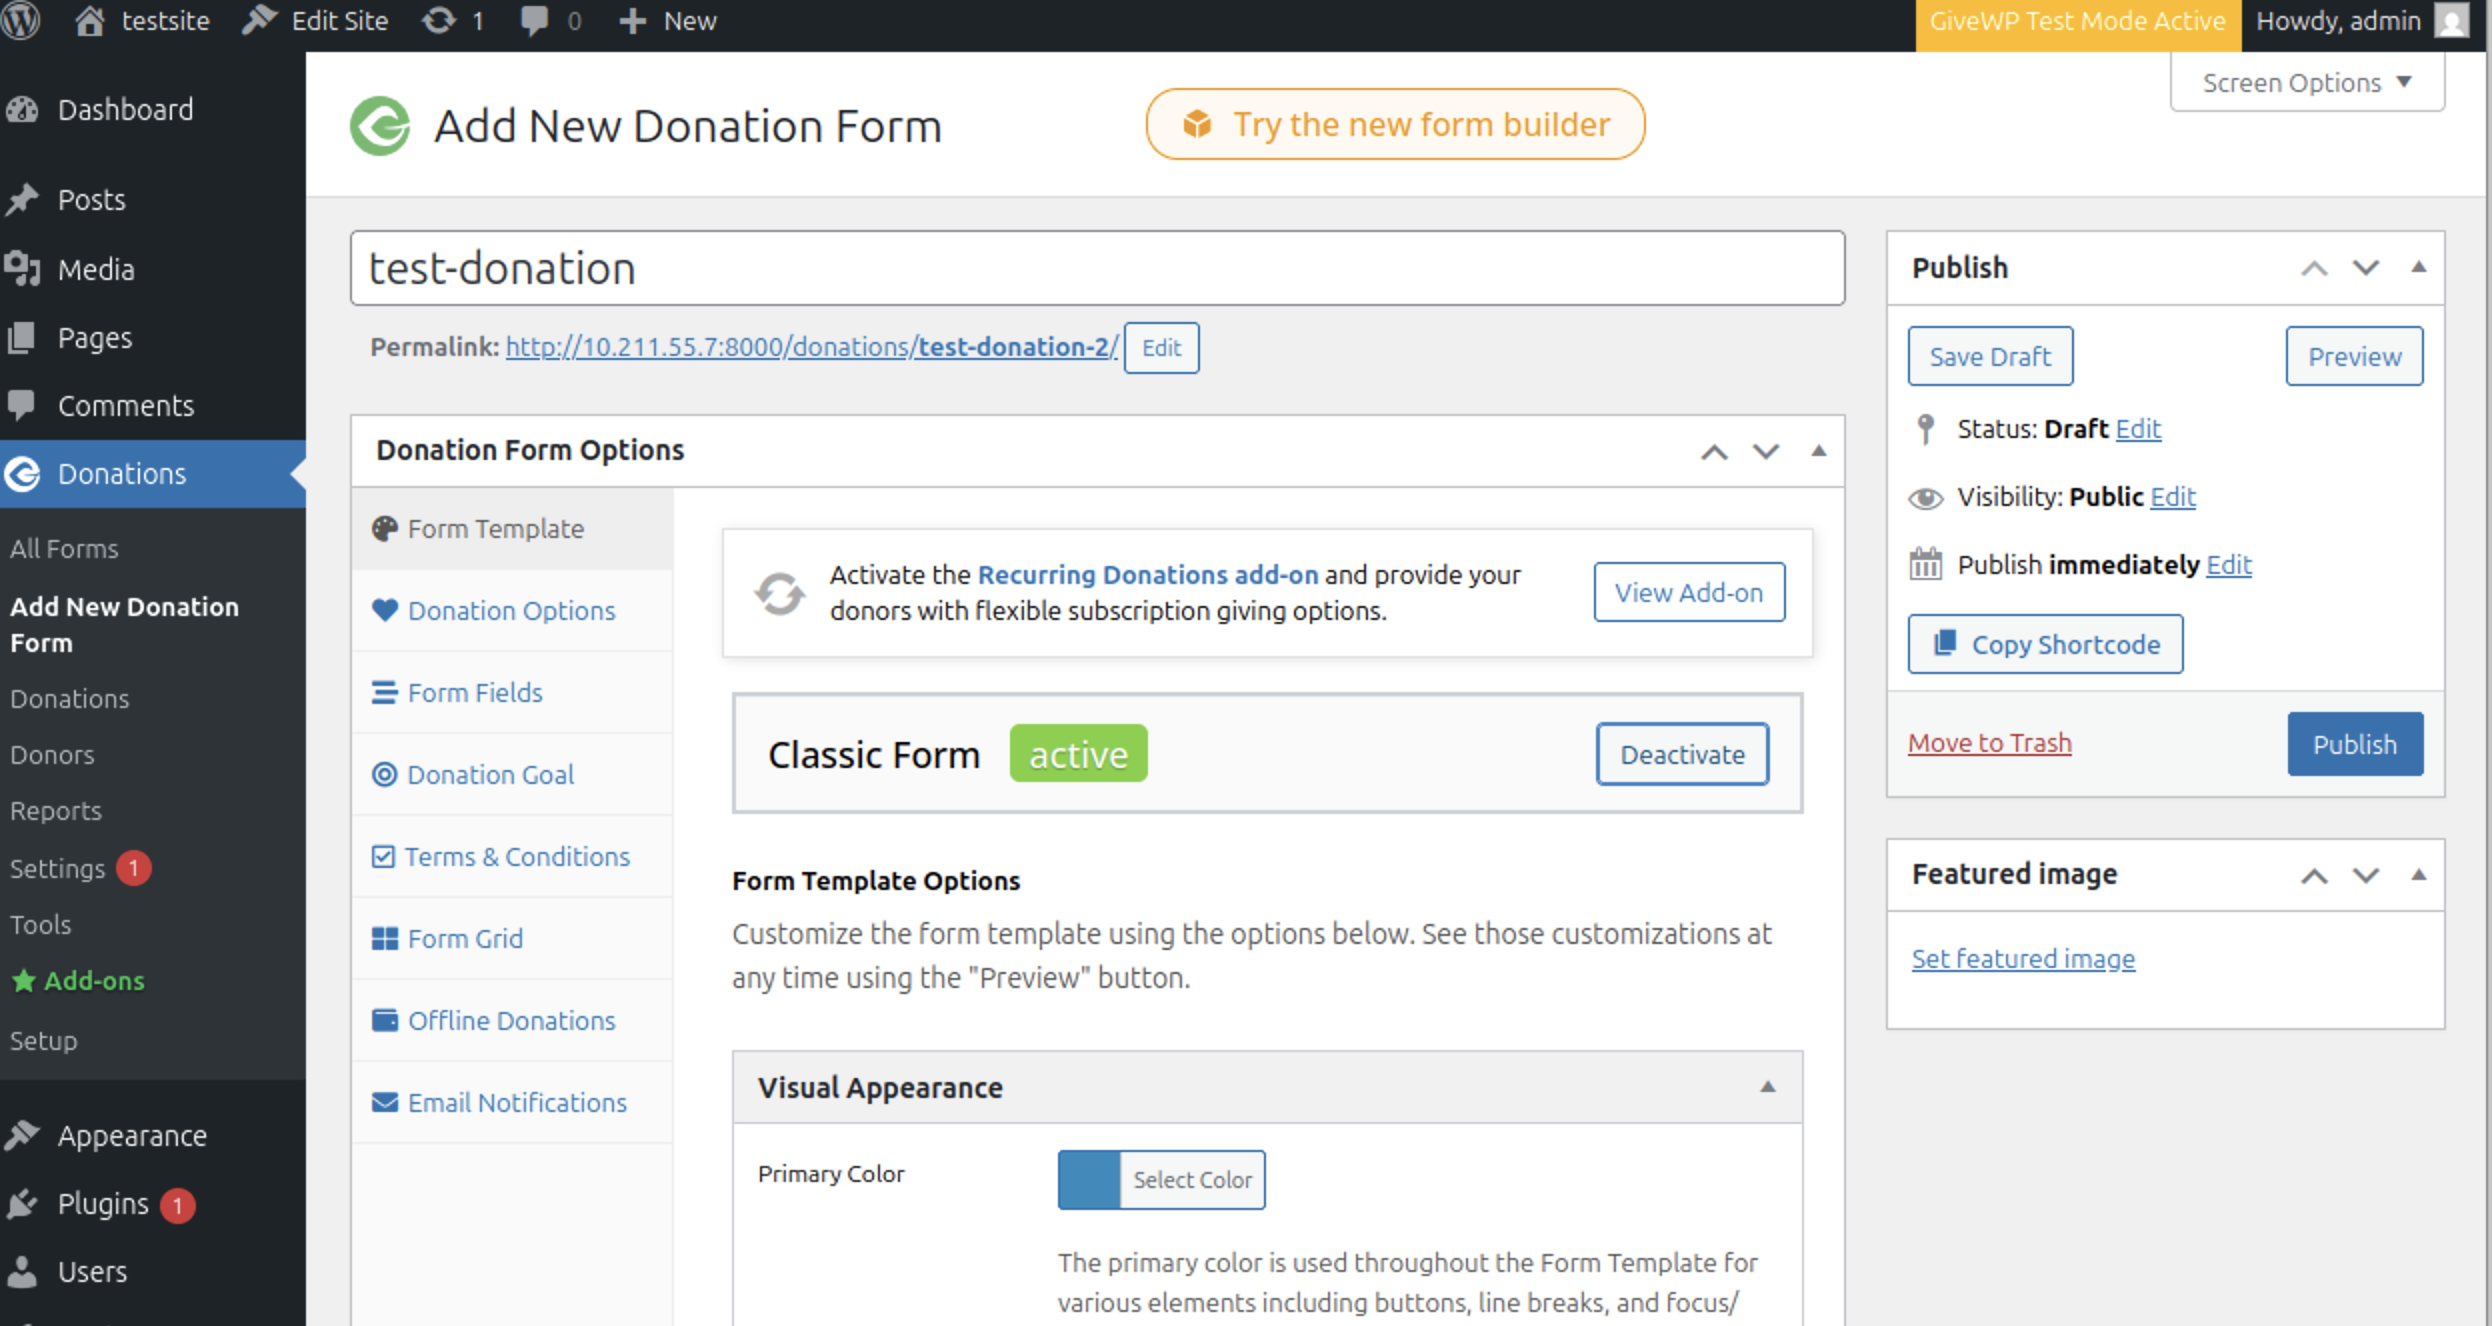 testsite Edit Site 1 0 New GiveWP Test Mode Active Howdy, admin
Screen Options
Dashboard
Posts
Media
Pages
Comments
Donations
All Forms
Add New Donation
Form
Donations
Donors
Reports
Settings 1
Tools
Add-ons
Setup
Appearance
Plugins 1
Users
Add New Donation Form
Try the new form builder
test-donation
Permalink: http://10.211.55.7:8000/donations/test-donation-2/ Edit
Donation Form Options
Form Template
Donation Options
Form Fields
Donation Goal
Terms & Conditions
Form Grid
Offline Donations
Email Notifications
Activate the Recurring Donations add-on and provide your
donors with flexible subscription giving options.
View Add-on
Classic Form active Deactivate
Form Template Options
Customize the form template using the options below. See those customizations at
any time using the "Preview" button.
Visual Appearance
Primary Color
Select Color
The primary color is used throughout the Form Template for
various elements including buttons, line breaks, and focus/
Publish
Save Draft Preview
Status: Draft Edit
Visibility: Public Edit
Publish immediately Edit
Copy Shortcode
Move to Trash Publish
Featured image
Set featured image